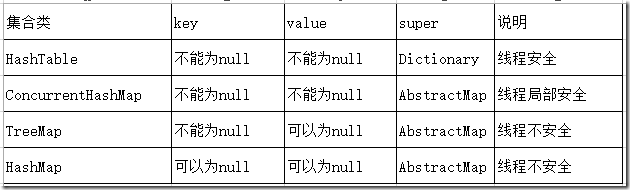 集合类 key value super 说明
HashTable 不能为null 不能为null Dictionary 线程安全
ConcurrentHashMap 不能为null 不能为null AbstractMap 线程局部安全
TreeMap 不能为null 可以为null AbstractMap 线程不安全
HashMap 可以为null 可以为null AbstractMap 线程不安全